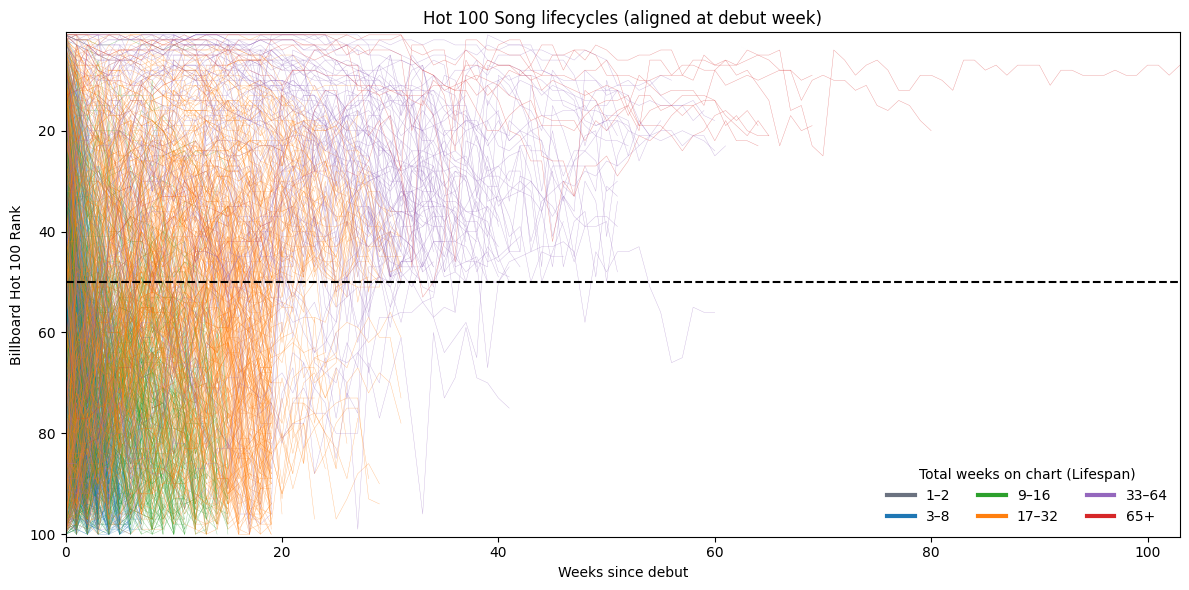 Hot 100 Song lifecycles (aligned at debut week)
Billboard Hot 100 Rank
20
40
60
80
100
Total weeks on chart (Lifespan)
1–2 9–16 33–64
3–8 17–32 65+
0 20 40 60 80 100
Weeks since debut